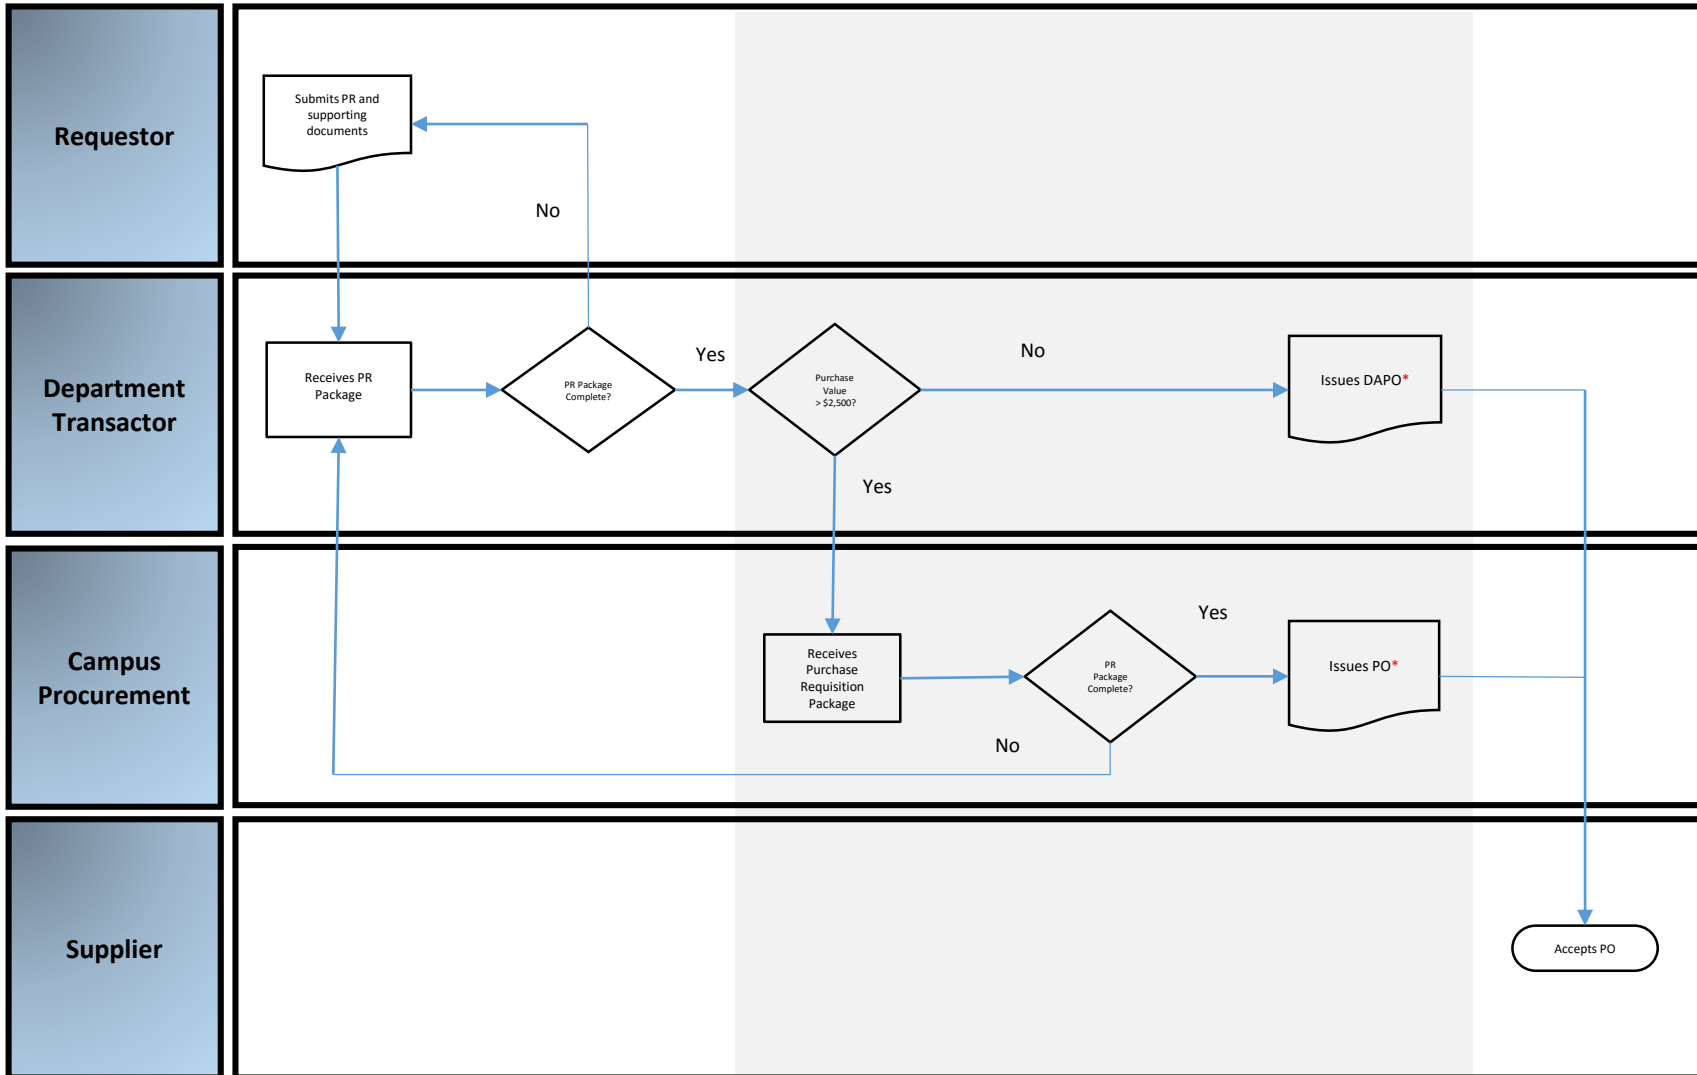 Requestor
Submits PR and
supporting
documents
No
Department
Transactor
Receives PR
Package
PR Package
Complete?
Yes
Purchase
Value
> $2,500?
No
Yes
Issues DAPO*
Campus
Procurement
Receives
Purchase
Requisition
Package
PR
Package
Complete?
Yes
No
Issues PO*
Supplier
Accepts PO